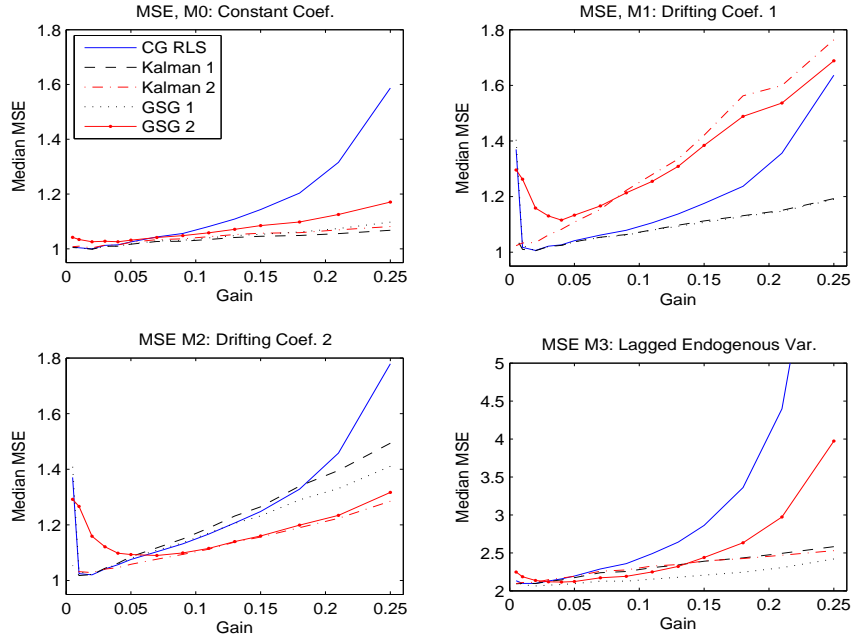 MSE, M0: Constant Coef.
1.8
1.6
1.4
1.2
1
Median MSE
CG RLS
Kalman 1
Kalman 2
GSG 1
GSG 2
0
0.05
0.1
0.15
0.2
0.25
Gain
MSE, M1: Drifting Coef. 1
1.8
1.6
1.4
1.2
1
Median MSE
0
0.05
0.1
0.15
0.2
0.25
Gain
MSE M2: Drifting Coef. 2
1.8
1.6
1.4
1.2
1
Median MSE
0
0.05
0.1
0.15
0.2
0.25
Gain
MSE M3: Lagged Endogenous Var.
5
4.5
4
3.5
3
2.5
2
Median MSE
0
0.05
0.1
0.15
0.2
0.25
Gain